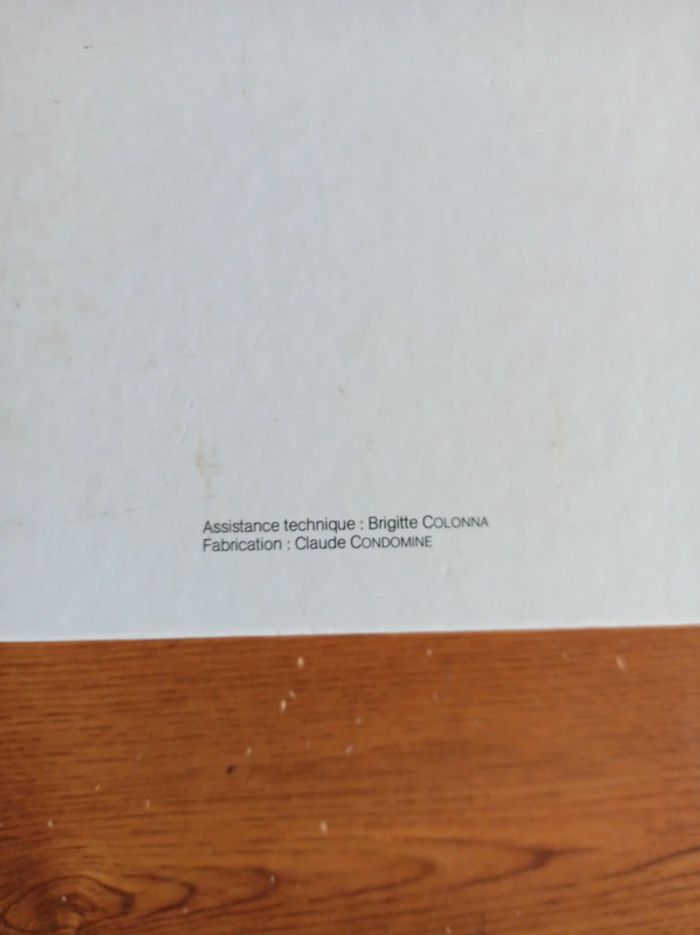 Assistance technique : Brigitte COLONNA
Fabrication : Claude CONDOMINE